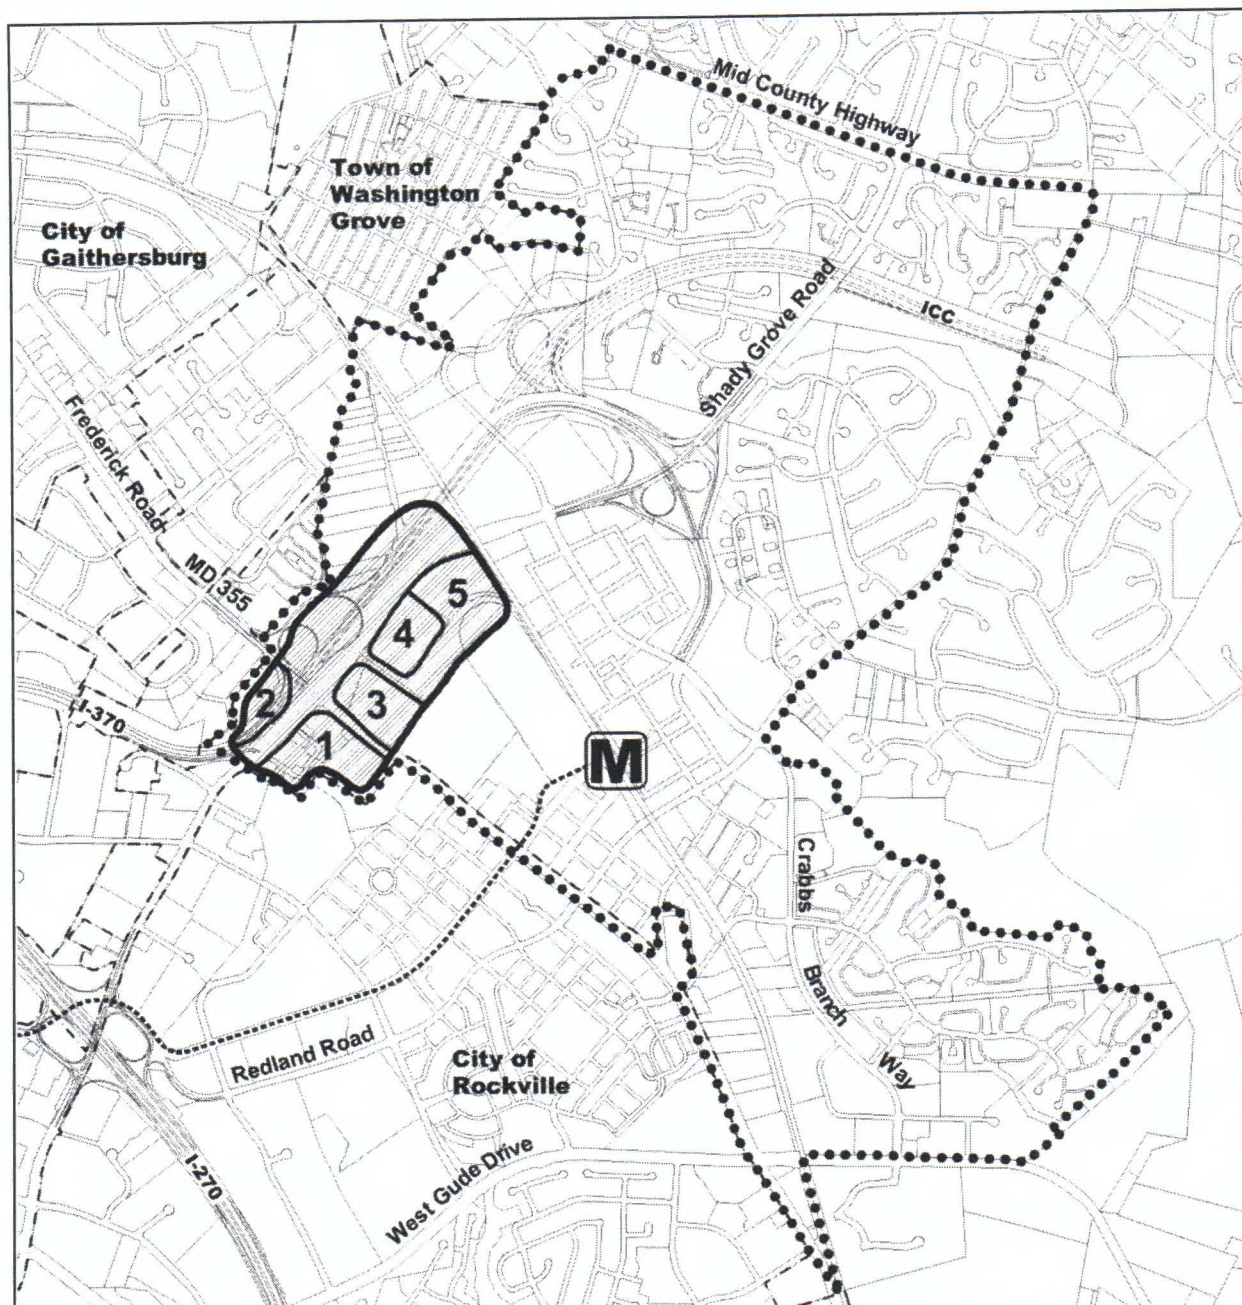 Mid County Highway
Town of
Washington
Grove
City of
Gaithersburg
ICC
Shady Grove Road
Frederick Road
MD 355
5
4
2
3
I-370
1
M
Crabbs
Branch
Way
Redland Road
City of
Rockville
West Gude Drive
I-270